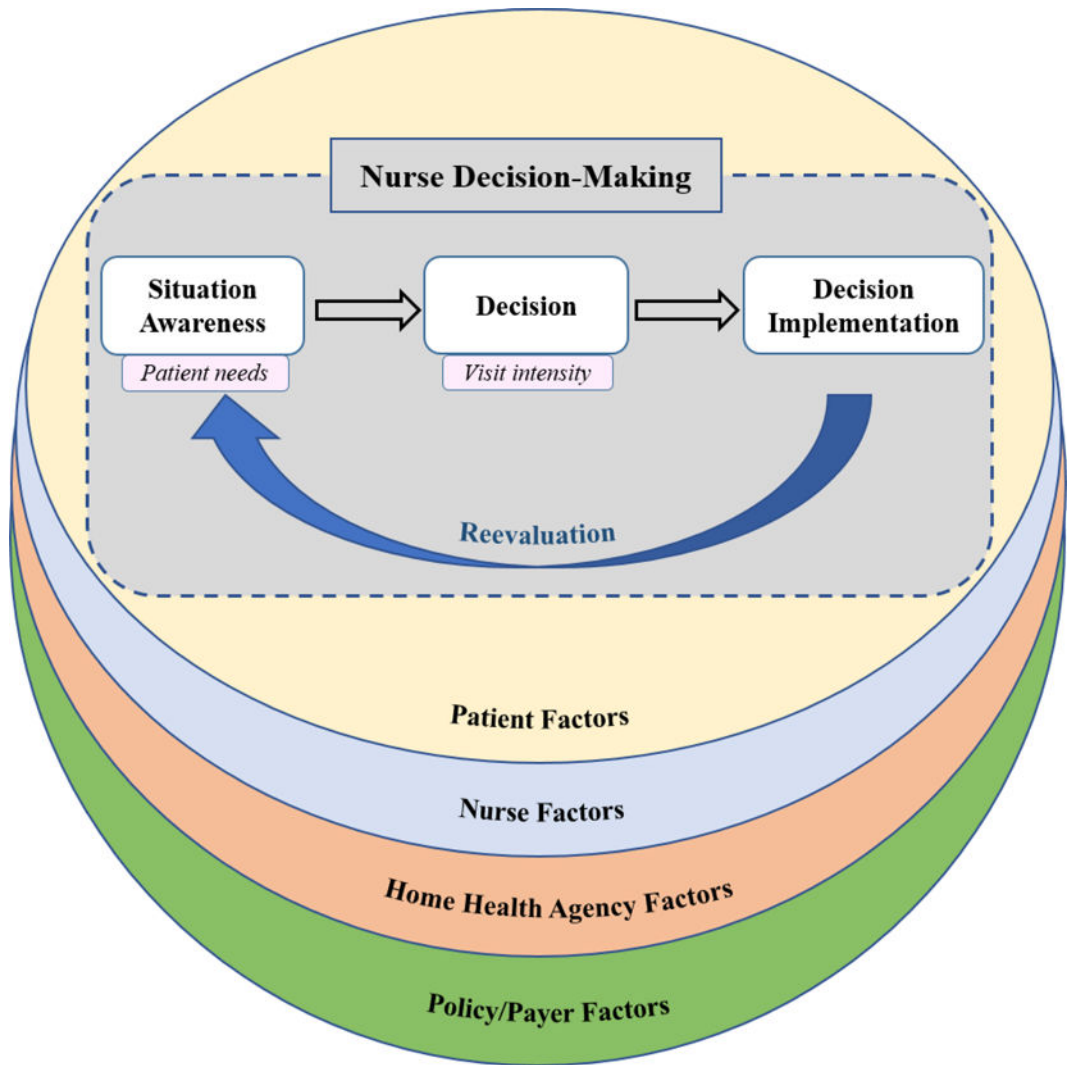 Nurse Decision-Making
Situation
Awareness
Patient needs
Decision
Visit intensity
Decision
Implementation
Reevaluation
Patient Factors
Nurse Factors
Home Health Agency Factors
Policy/Payer Factors